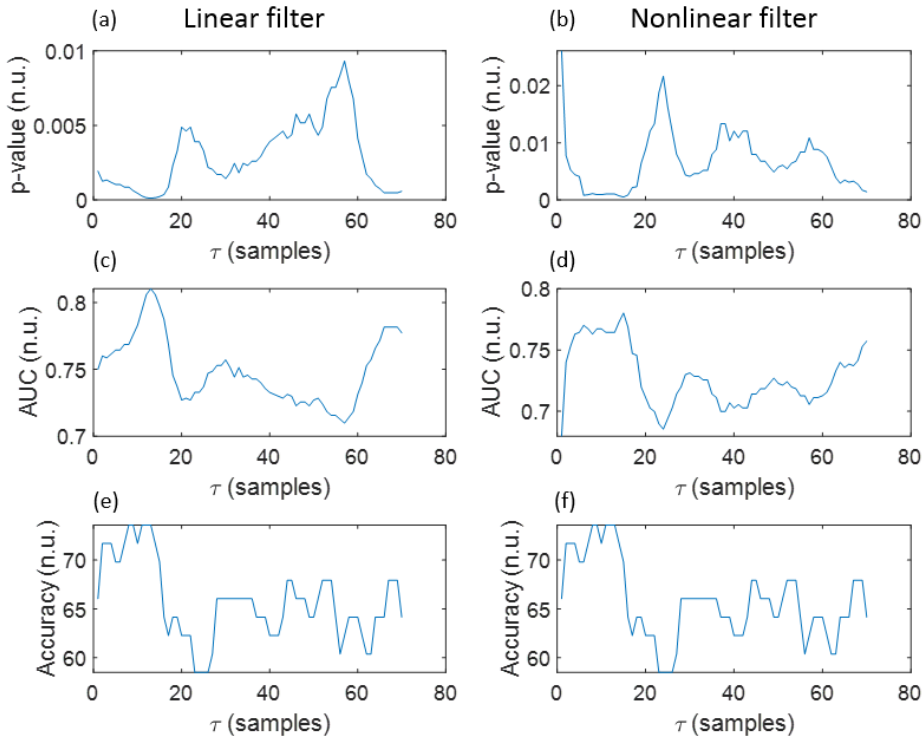 (a) Linear filter
(b) Nonlinear filter
p-value (n.u.)
0.01
0.005
0
0 20 40 60 80
τ (samples)
p-value (n.u.)
0.02
0.01
0
0 20 40 60 80
τ (samples)
(c)
AUC (n.u.)
0.8
0.75
0.7
0 20 40 60 80
τ (samples)
(d)
AUC (n.u.)
0.8
0.75
0.7
0 20 40 60 80
τ (samples)
(e)
Accuracy (n.u.)
70
65
60
0 20 40 60 80
τ (samples)
(f)
Accuracy (n.u.)
70
65
60
0 20 40 60 80
τ (samples)